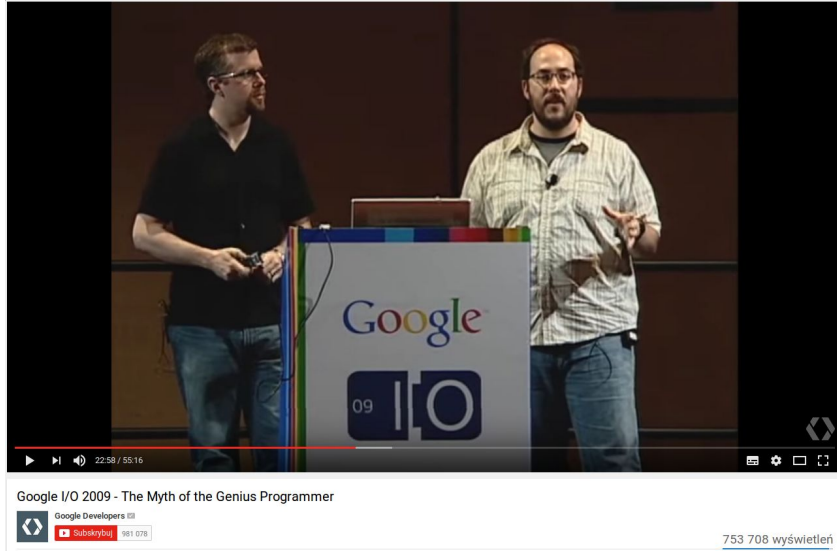 Google
09 IO
22:58 / 55:16
Google I/O 2009 - The Myth of the Genius Programmer
Google Developers
Subskrybuj 981 078
753 708 wyświetleń